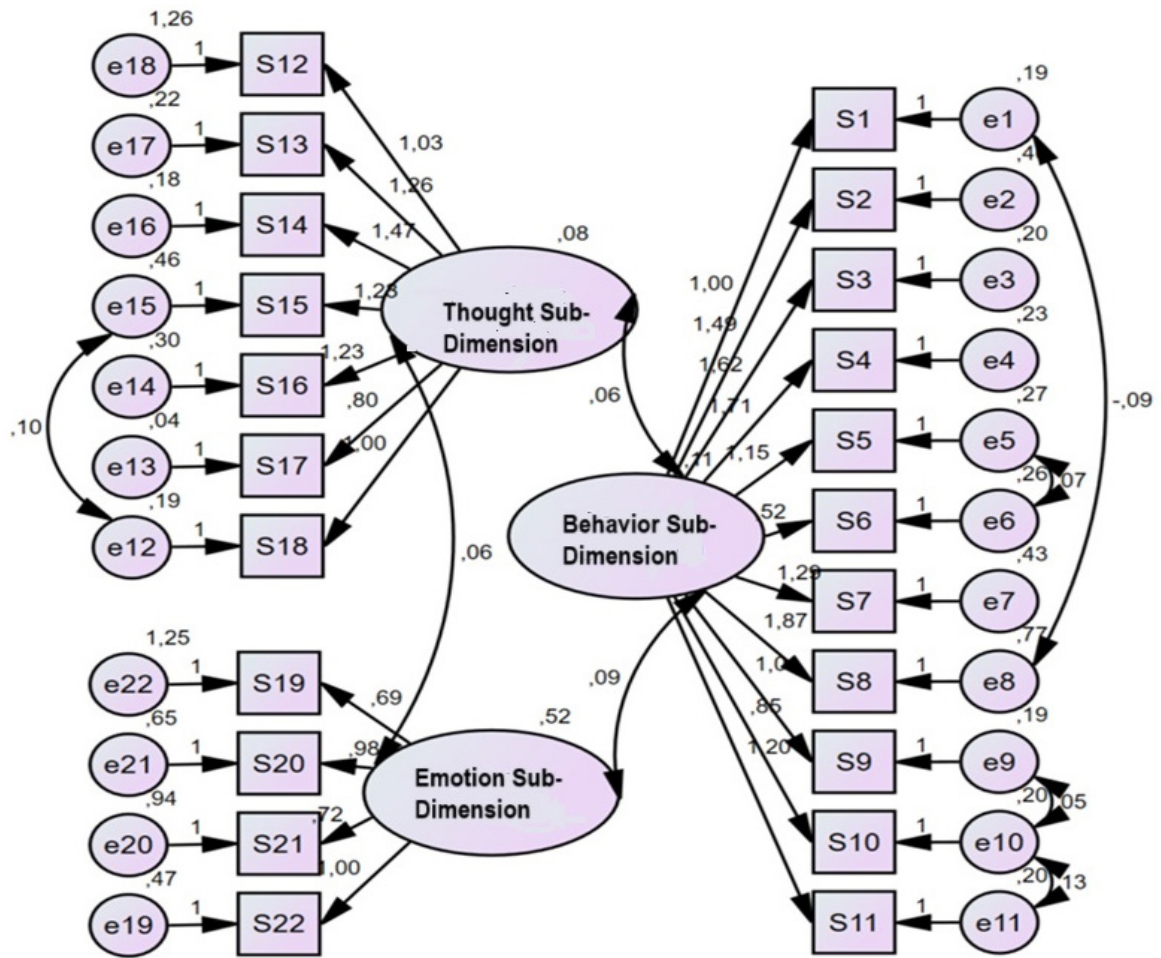 1,26
e18 1 S12
,22
e17 1 S13
,18
e16 1 S14
,46
e15 1 S15
,30
e14 1 S16
,04
e13 1 S17
,19
e12 1 S18
,10
1,03
1,26
1,47
1,23
,80
1,00
,08
Thought Sub-
Dimension
,06
,06
1,25
e22 1 S19
,65
e21 1 S20
,94
e20 1 S21
,47
e19 1 S22
,69
,98
,72
1,00
,52
Emotion Sub-
Dimension
,09
Behavior Sub-
Dimension
,11
1,00
1,49
1,62
1,71
1,15
,52
1,29
1,87
,85
1,20
,19
S1 1 e1
S2 1 e2
,20
S3 1 e3
,23
S4 1 e4
,27
S5 1 e5
,26
,07
S6 1 e6
,43
S7 1 e7
,77
S8 1 e8
,19
S9 1 e9
,20
,05
S10 1 e10
,20
,13
S11 1 e11
-,09